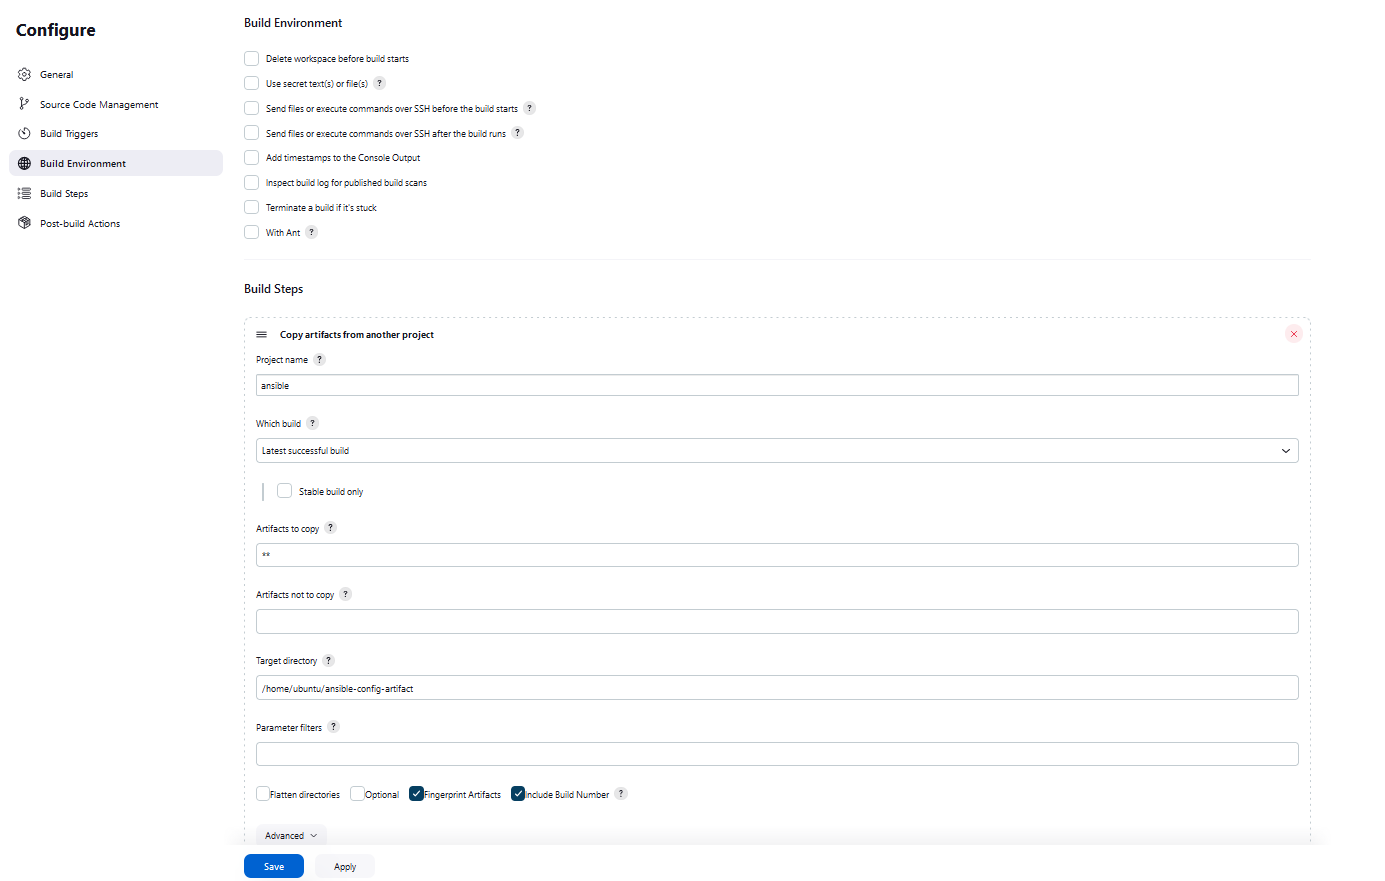 Configure
General
Source Code Management
Build Triggers
Build Environment
Build Steps
Post-build Actions
Build Environment
Delete workspace before build starts
Use secret text(s) or file(s) ?
Send files or execute commands over SSH before the build starts ?
Send files or execute commands over SSH after the build runs ?
Add timestamps to the Console Output
Inspect build log for published build scans
Terminate a build if it's stuck
With Ant ?
Build Steps
Copy artifacts from another project
Project name ?
ansible
Which build ?
Latest successful build
Stable build only
Artifacts to copy ?
**
Artifacts not to copy ?
Target directory ?
/home/ubuntu/ansible-config-artifact
Parameter filters ?
Flatten directories Optional Fingerprint Artifacts Include Build Number ?
Advanced
Save Apply